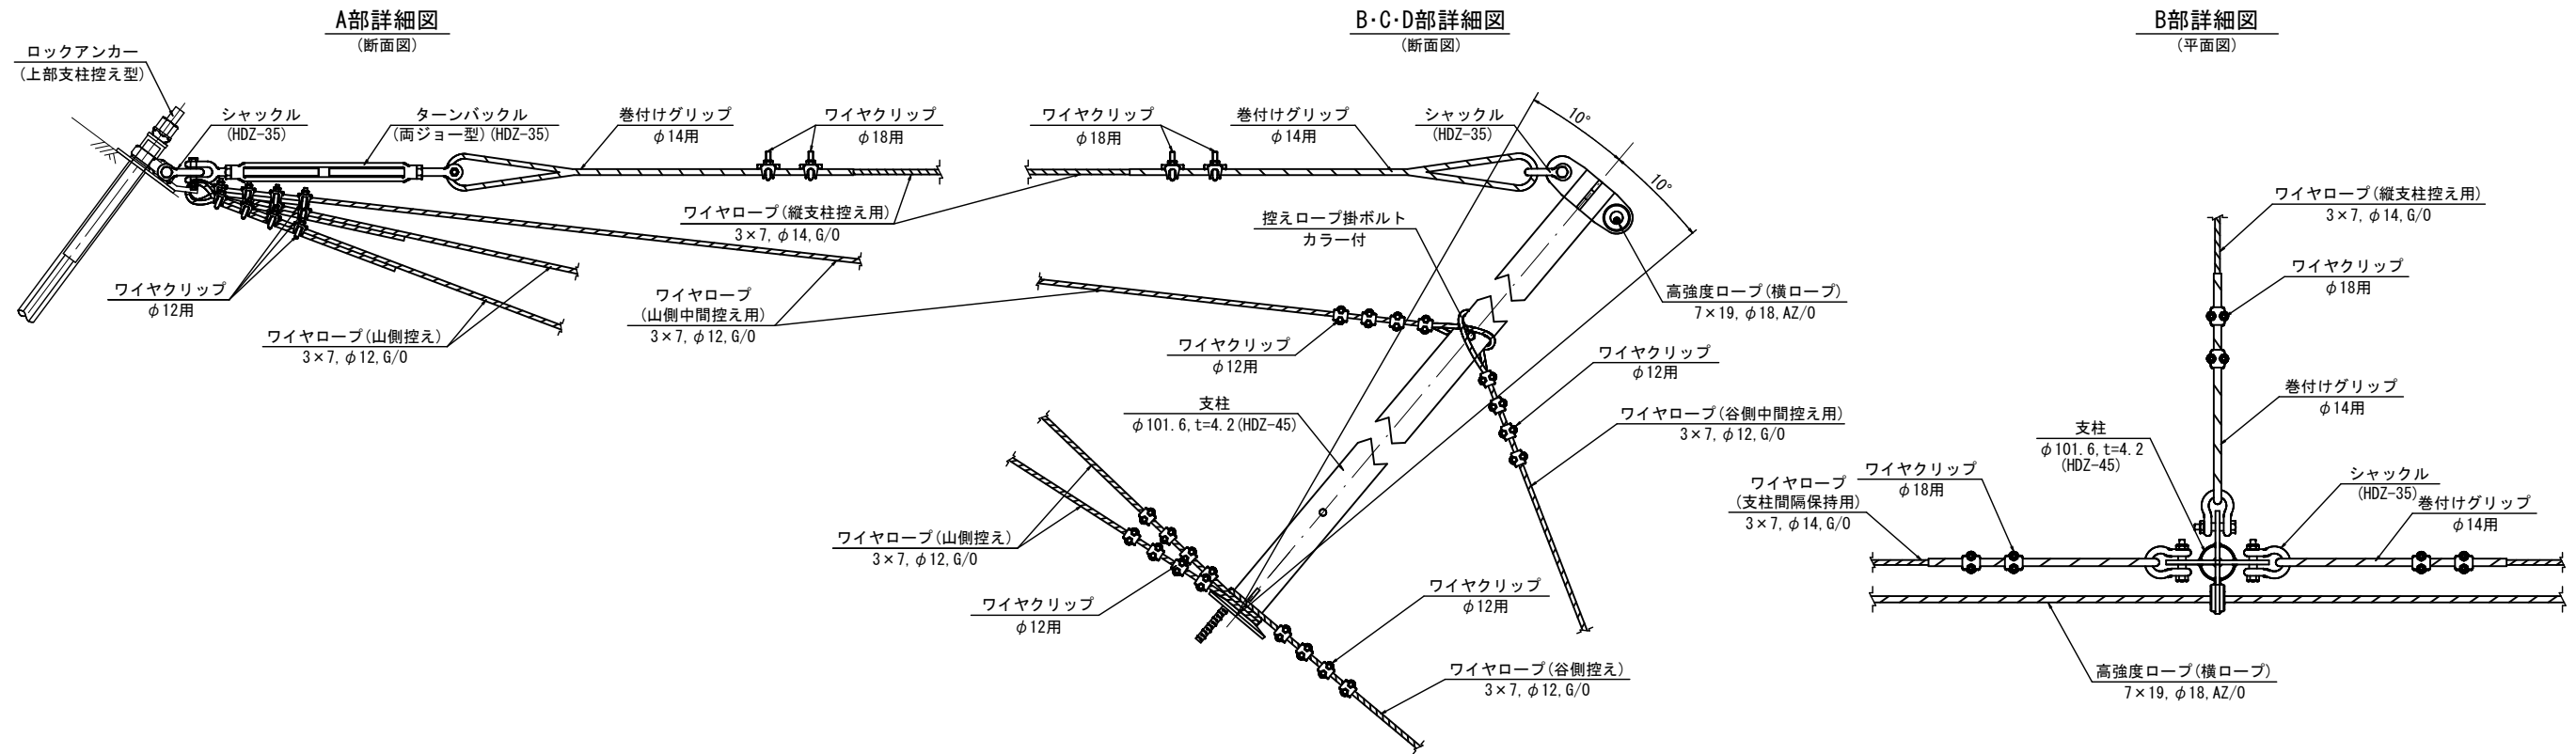 A部詳細図
(断面図)
ロックアンカー
(上部支柱控え型)
シャックル
(HDZ-35)
ターンバックル
(両ジョー型)(HDZ-35)
巻付けグリップ
φ14用
ワイヤクリップ
φ18用
ワイヤロープ(縦支柱控え用)
3×7,φ14,G/O
ワイヤクリップ
φ12用
ワイヤロープ(山側控え)
3×7,φ12,G/O
ワイヤロープ
(山側中間控え用)
3×7,φ12,G/O
B・C・D部詳細図
(断面図)
ワイヤクリップ
φ18用
巻付けグリップ
φ14用
シャックル
(HDZ-35)
10°
10°
控えロープ掛ボルト
カラー付
高強度ロープ(横ロープ)
7×19,φ18,AZ/O
ワイヤクリップ
φ12用
ワイヤクリップ
φ12用
支柱
φ101.6,t=4.2(HDZ-45)
ワイヤロープ(谷側中間控え用)
3×7,φ12,G/O
ワイヤロープ(山側控え)
3×7,φ12,G/O
ワイヤクリップ
φ12用
ワイヤクリップ
φ12用
ワイヤロープ(谷側控え)
3×7,φ12,G/O
B部詳細図
(平面図)
ワイヤロープ(縦支柱控え用)
3×7,φ14,G/O
ワイヤクリップ
φ18用
巻付けグリップ
φ14用
支柱
φ101.6,t=4.2
(HDZ-45)
ワイヤクリップ
φ18用
ワイヤロープ
(支柱間隔保持用)
3×7,φ14,G/O
シャックル
(HDZ-35)
巻付けグリップ
φ14用
高強度ロープ(横ロープ)
7×19,φ18,AZ/O